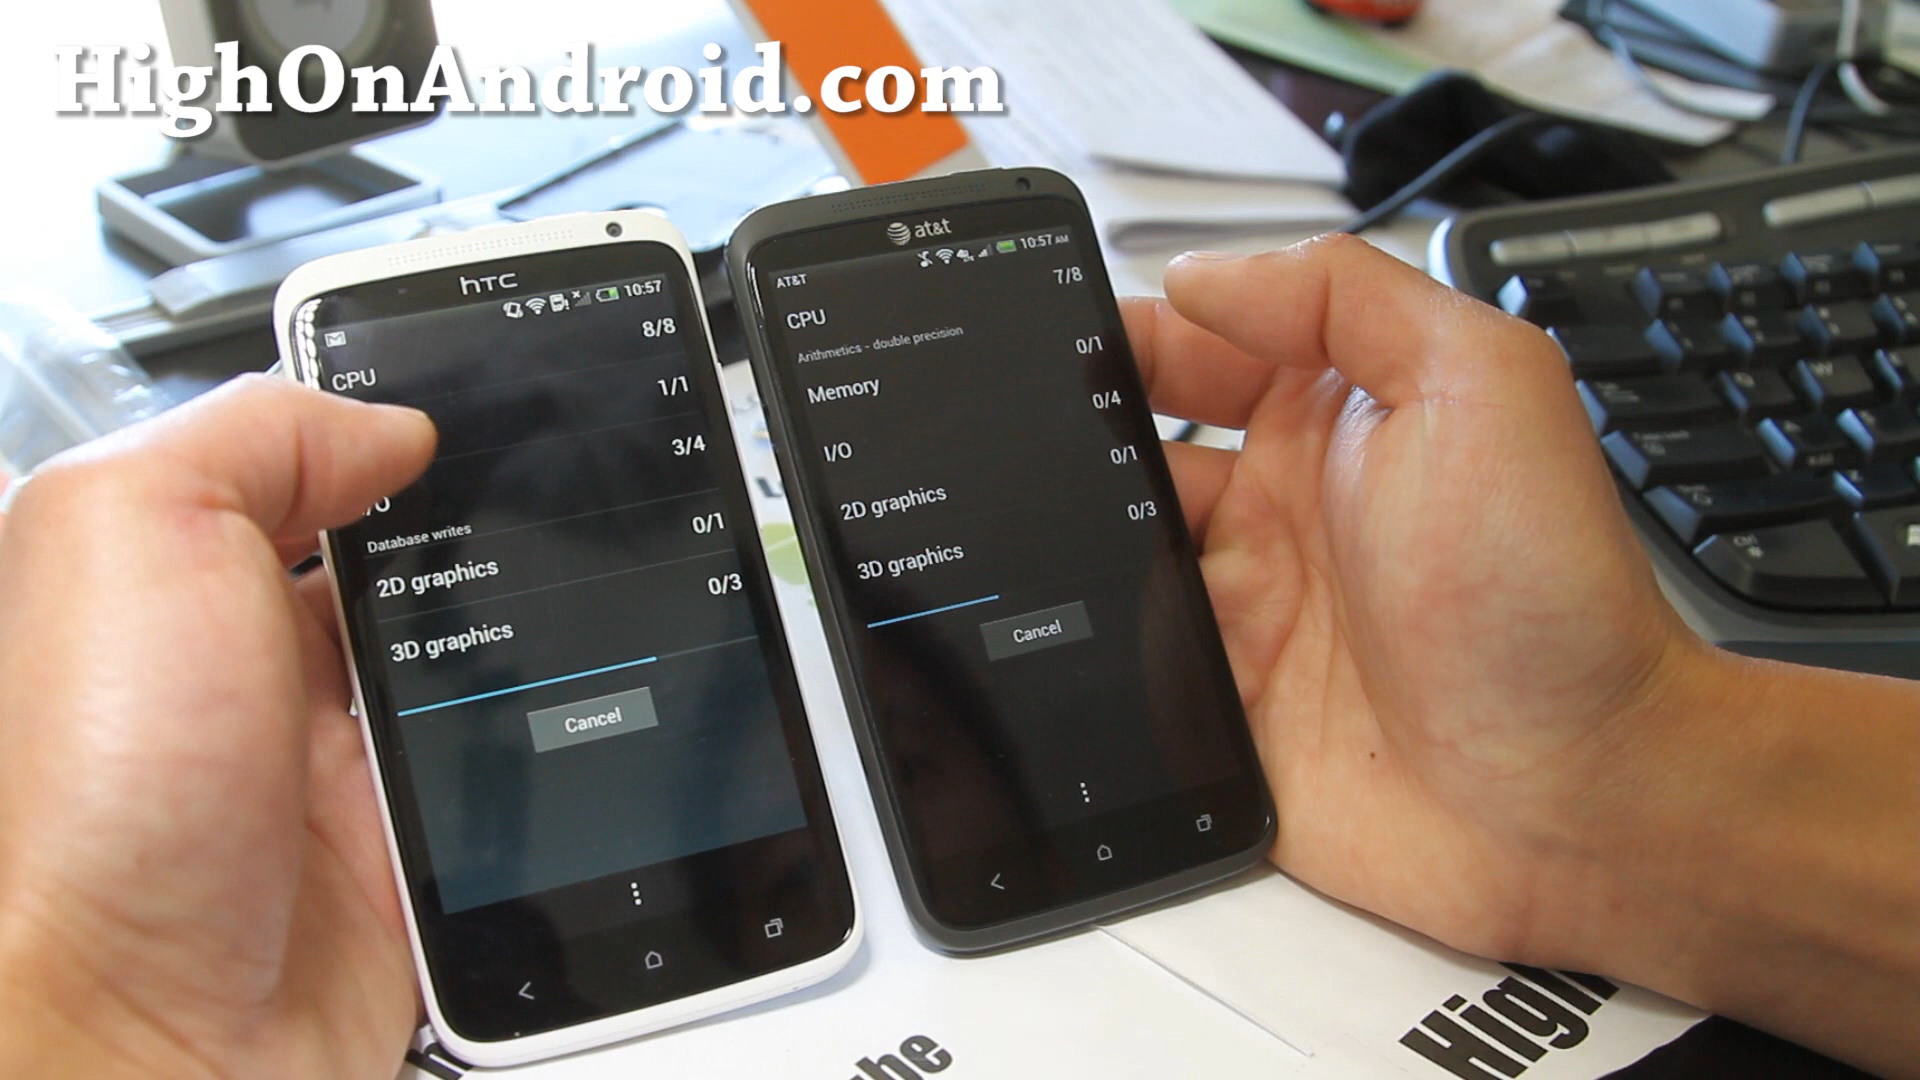 HighOnAndroid.com
hTC
10:57
8/8
CPU
1/1
3/4
I/O
Database writes
0/1
2D graphics
0/3
3D graphics
Cancel
at&t
AT&T
10:57 AM
7/8
CPU
Arithmetics - double precision
0/1
Memory
0/4
I/O
0/1
2D graphics
0/3
3D graphics
Cancel
Ctrl
High